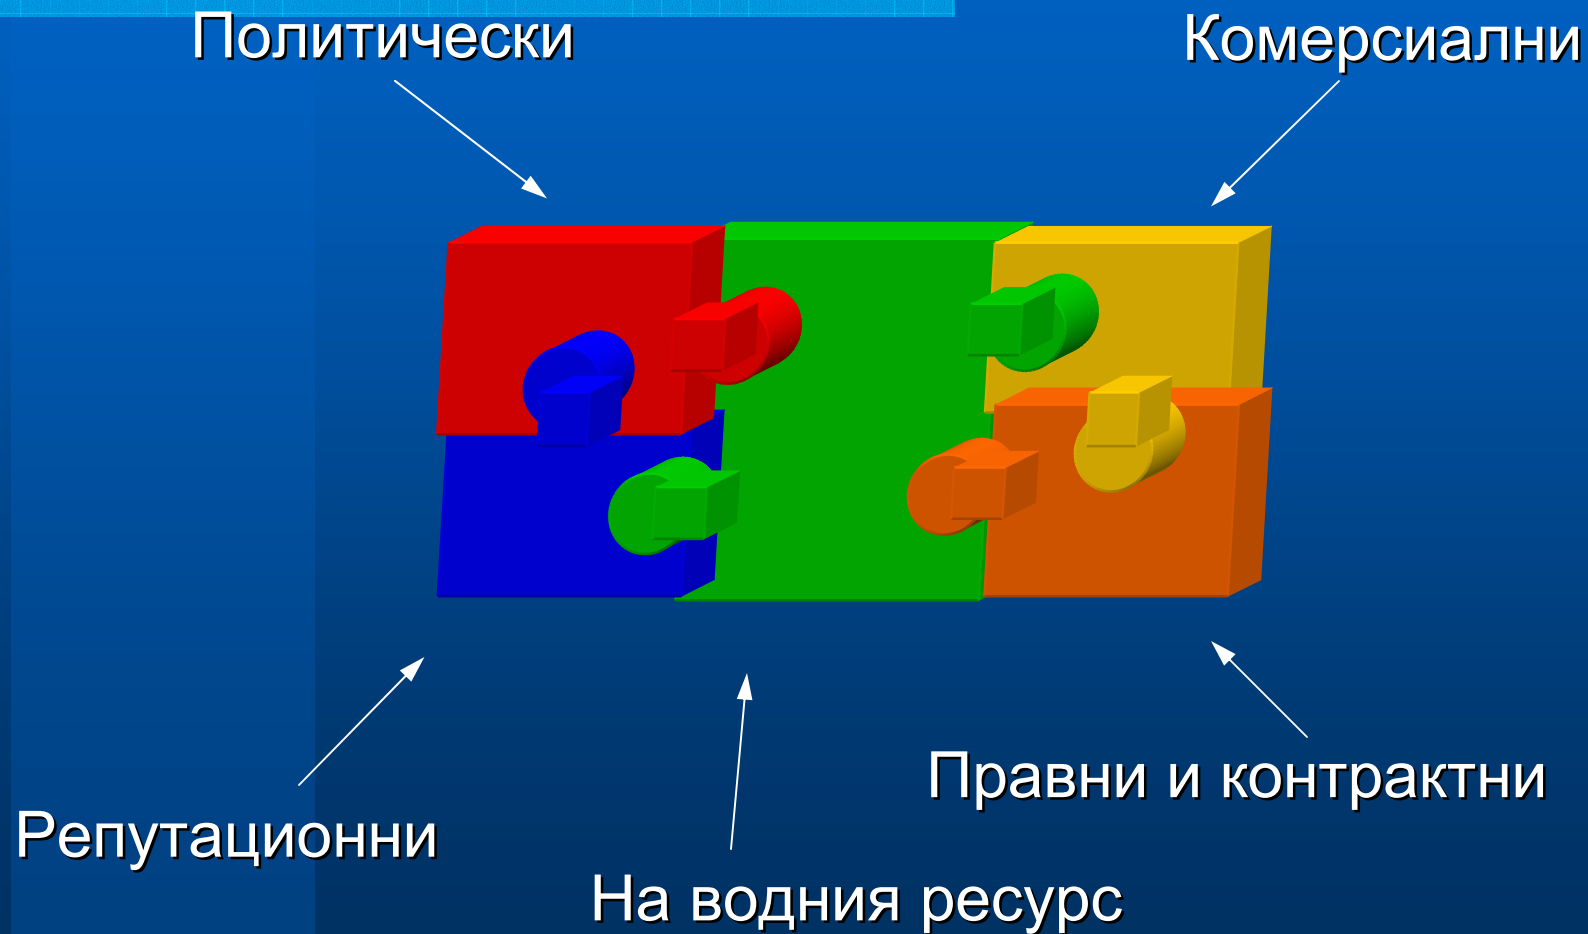 Политически
Комерсиални
Правни и контрактни
Репутационни
На водния ресурс